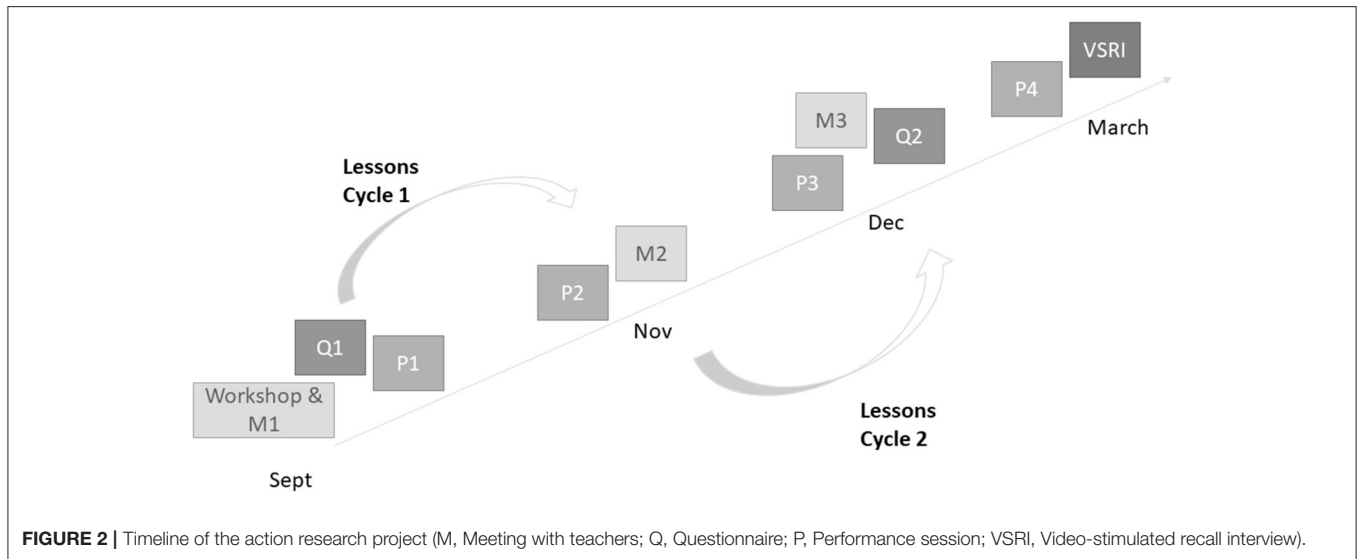 VSRI
P4
March
M3
Q2
P3
Dec
Lessons
Cycle 1
M2
P2
Nov
Q1
P1
Workshop &
M1
Lessons
Cycle 2
Sept
FIGURE 2 | Timeline of the action research project (M, Meeting with teachers; Q, Questionnaire; P, Performance session; VSRI, Video-stimulated recall interview).